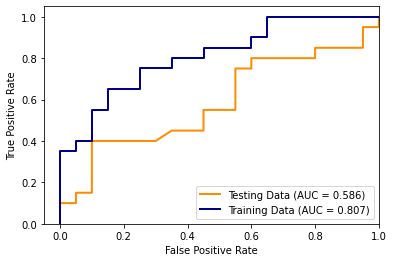 1.0
0.8
0.6
0.4
0.2
0.0
True Positive Rate
Testing Data (AUC = 0.586)
Training Data (AUC = 0.807)
0.0 0.2 0.4 0.6 0.8 1.0
False Positive Rate